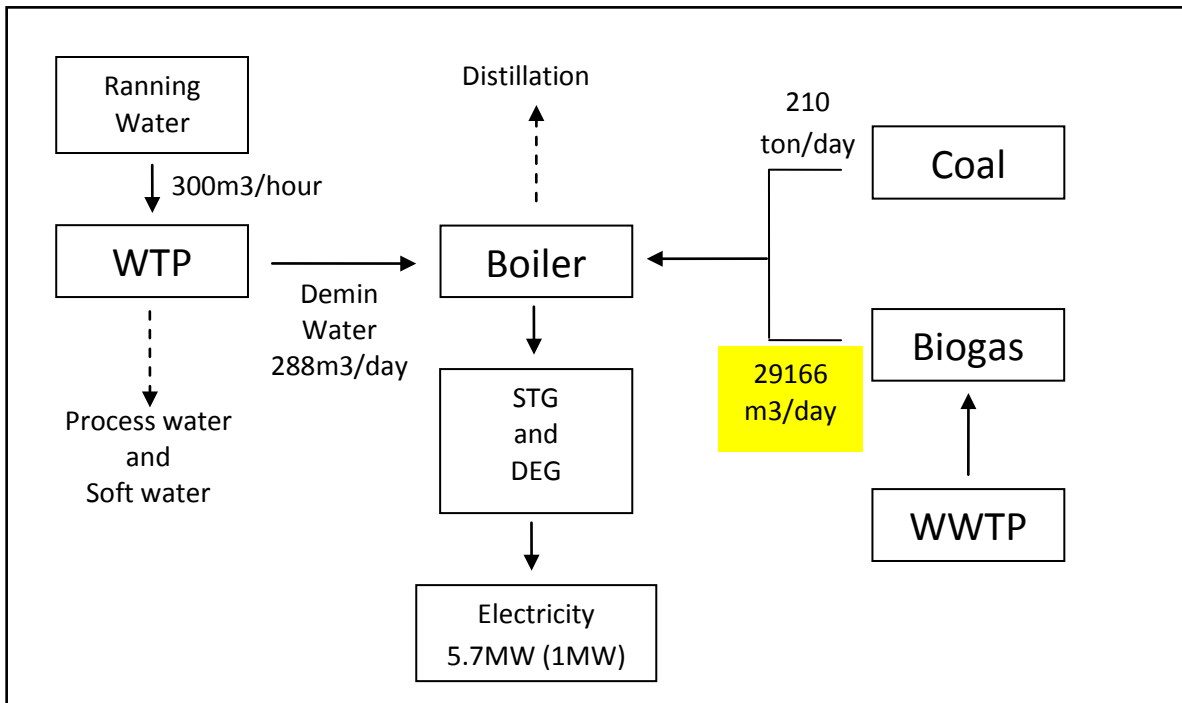 Ranning
Water
300m3/hour
WTP
Process water
and
Soft water
Demin
Water
288m3/day
Distillation
Boiler
STG
and
DEG
Electricity
5.7MW (1MW)
210
ton/day
Coal
29166
m3/day
Biogas
WWTP